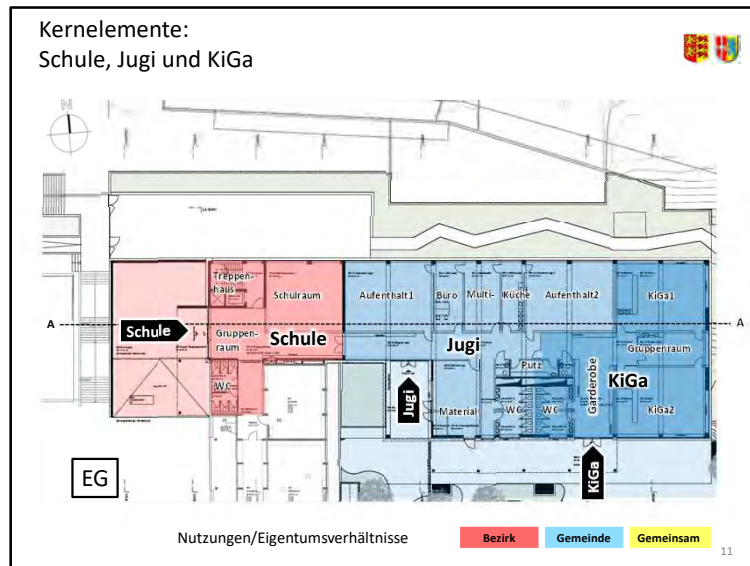 Kernelemente:
Schule, Jugi und KiGa
N
Treppen-
haus
Schulraum
Aufenthalt1
Büro
Multi-
Küche
Aufenthalt2
KiGa1
A
A
Schule
Gruppen-
raum
Schule
Jugi
Gruppenraum
Putz
KiGa
WC
Jugi
Material
WC
WC
Garderobe
KiGa2
EG
KiGa
Nutzungen/Eigentumsverhältnisse
Bezirk
Gemeinde
Gemeinsam
11